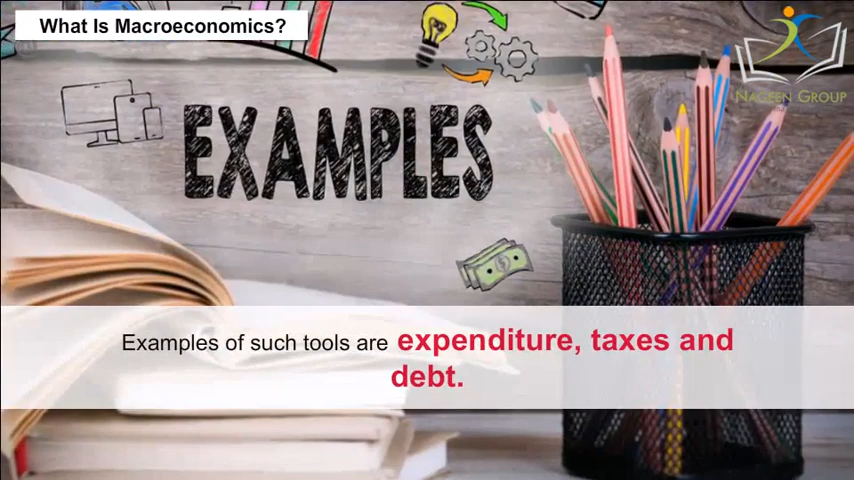 What Is Macroeconomics?
NAGEEN GROUP
EXAMPLES
Examples of such tools are expenditure, taxes and
debt.